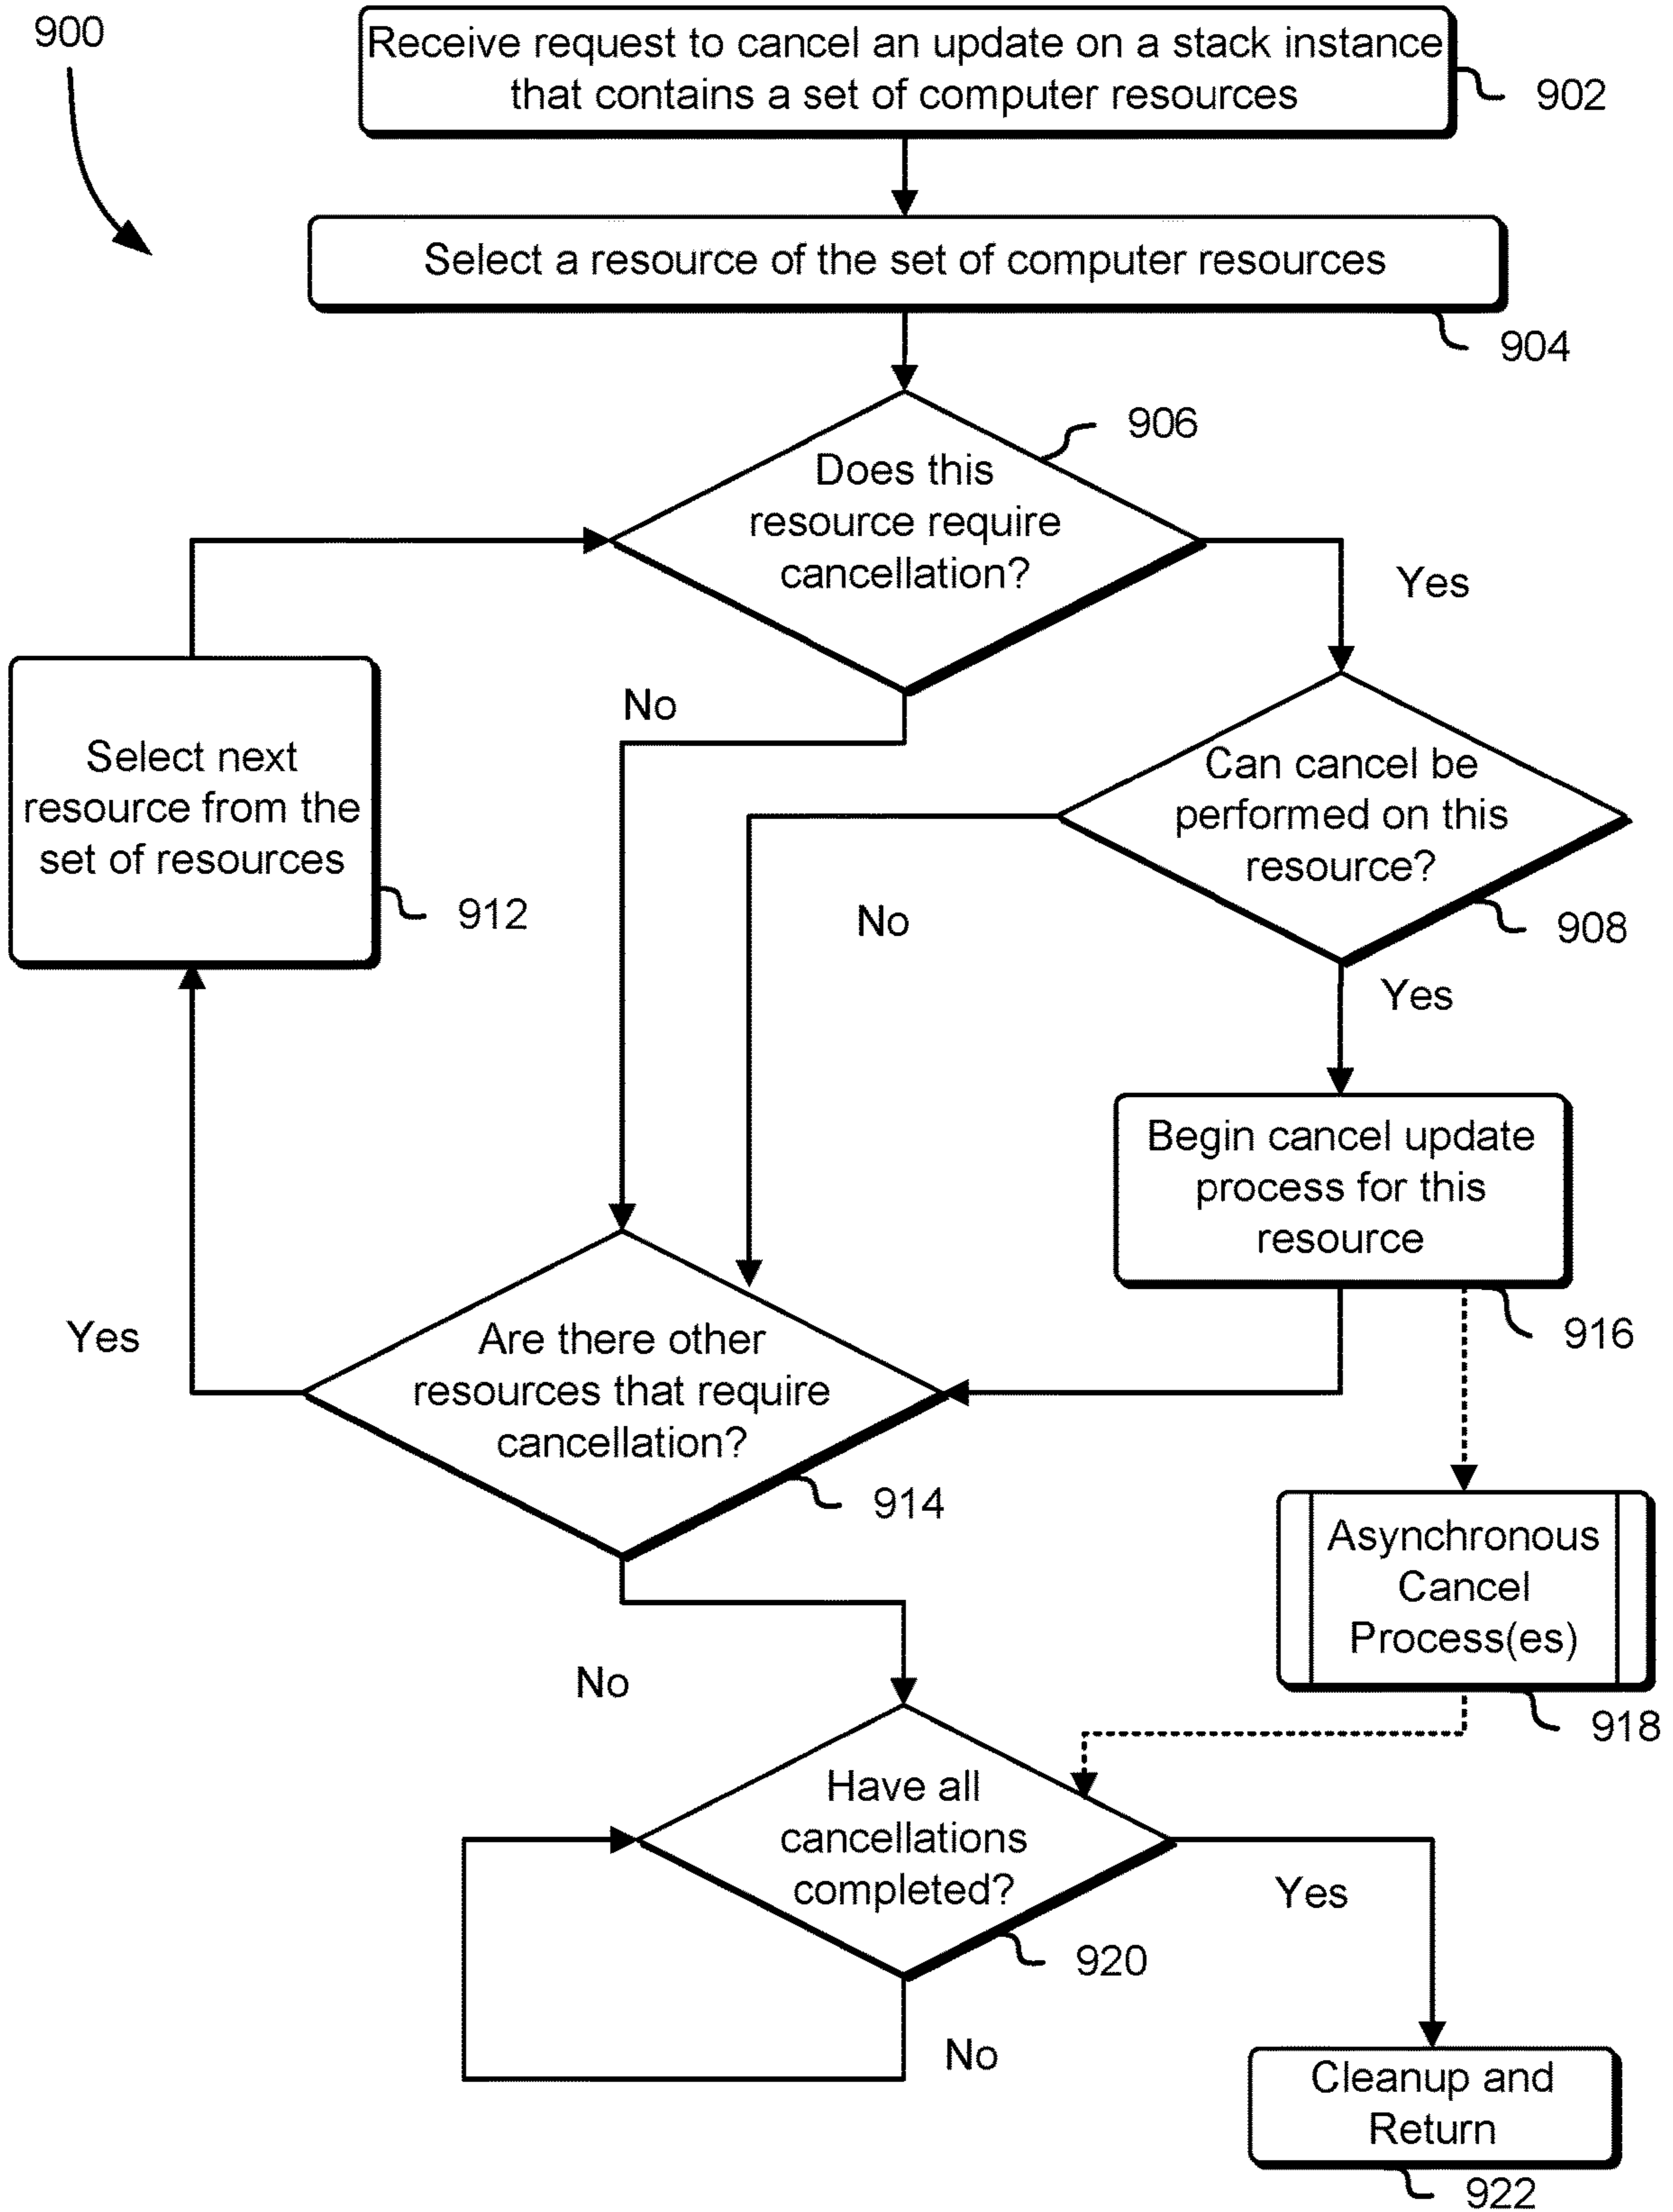 900
Receive request to cancel an update on a stack instance
that contains a set of computer resources
902
Select a resource of the set of computer resources
904
906
Does this
resource require
cancellation?
Yes
No
Select next
resource from the
set of resources
912
Can cancel be
performed on this
resource?
908
No
Yes
Begin cancel update
process for this
resource
916
Yes
Are there other
resources that require
cancellation?
914
Asynchronous
Cancel
Process(es)
918
No
Have all
cancellations
completed?
920
Yes
No
Cleanup and
Return
922